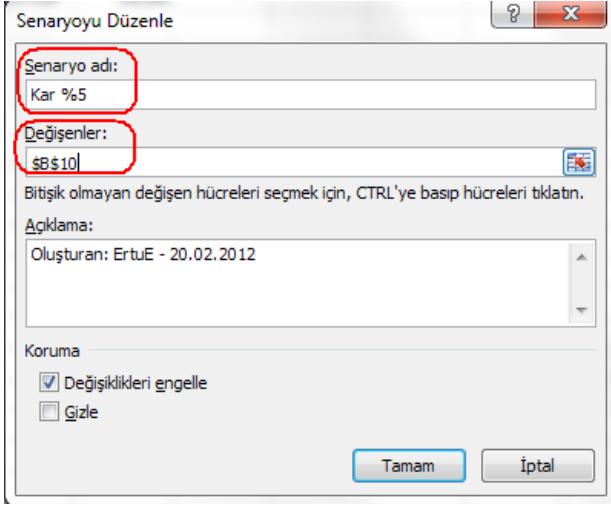 Senaryoyu Düzenle
Senaryo adı:
Kar %5
Değişenler:
$B$10
Bitişik olmayan değişen hücreleri seçmek için, CTRL'ye basıp hücreleri tıklatın.
Açıklama:
Oluşturan: ErtuE - 20.02.2012
Koruma
Değişiklikleri engelle
Gizle
Tamam
İptal